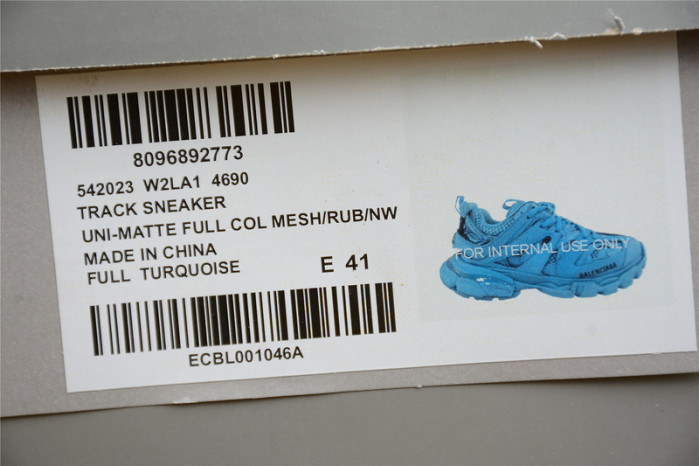 8096892773
542023 W2LA1 4690
TRACK SNEAKER
UNI-MATTE FULL COL MESH/RUB/NW
MADE IN CHINA
FULL TURQUOISE E 41
ECBL001046A
FOR INTERNAL USE ONLY
BALENCIAGA